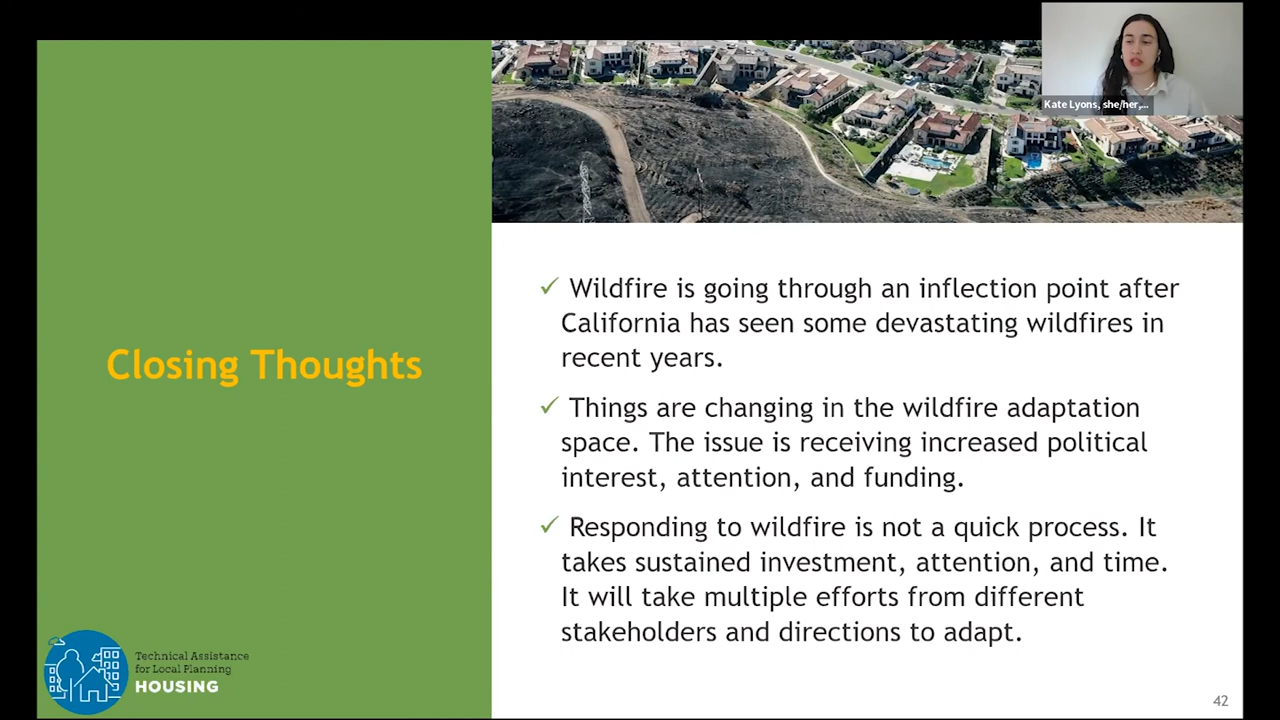 Kate Lyons, she/her,...
Closing Thoughts
✓ Wildfire is going through an inflection point after
California has seen some devastating wildfires in
recent years.
✓ Things are changing in the wildfire adaptation
space. The issue is receiving increased political
interest, attention, and funding.
✓ Responding to wildfire is not a quick process. It
takes sustained investment, attention, and time.
It will take multiple efforts from different
stakeholders and directions to adapt.
Technical Assistance
for Local Planning
HOUSING
42